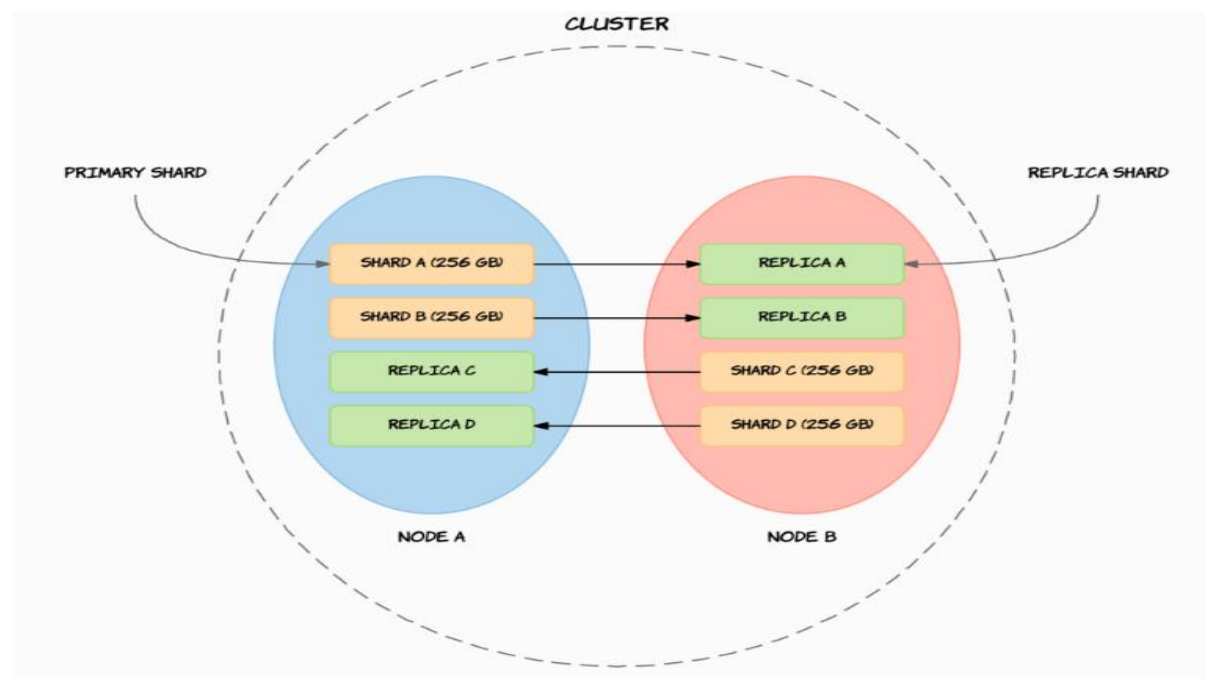 CLUSTER
PRIMARY SHARD
REPLICA SHARD
SHARD A (256 GB)
REPLICA A
SHARD B (256 GB)
REPLICA B
REPLICA C
SHARD C (256 GB)
REPLICA D
SHARD D (256 GB)
NODE A
NODE B